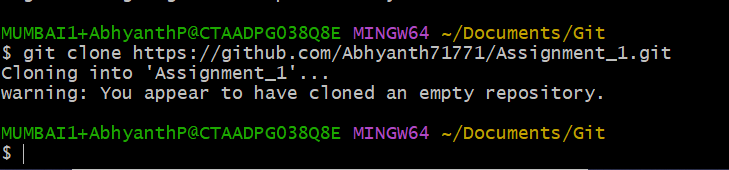 MUMBAI1+AbhyanthP@CTAADPG038Q8E MINGW64 ~/Documents/Git
$ git clone https://github.com/Abhyanth71771/Assignment_1.git
Cloning into 'Assignment_1'...
warning: You appear to have cloned an empty repository.
MUMBAI1+AbhyanthP@CTAADPG038Q8E MINGW64 ~/Documents/Git
$